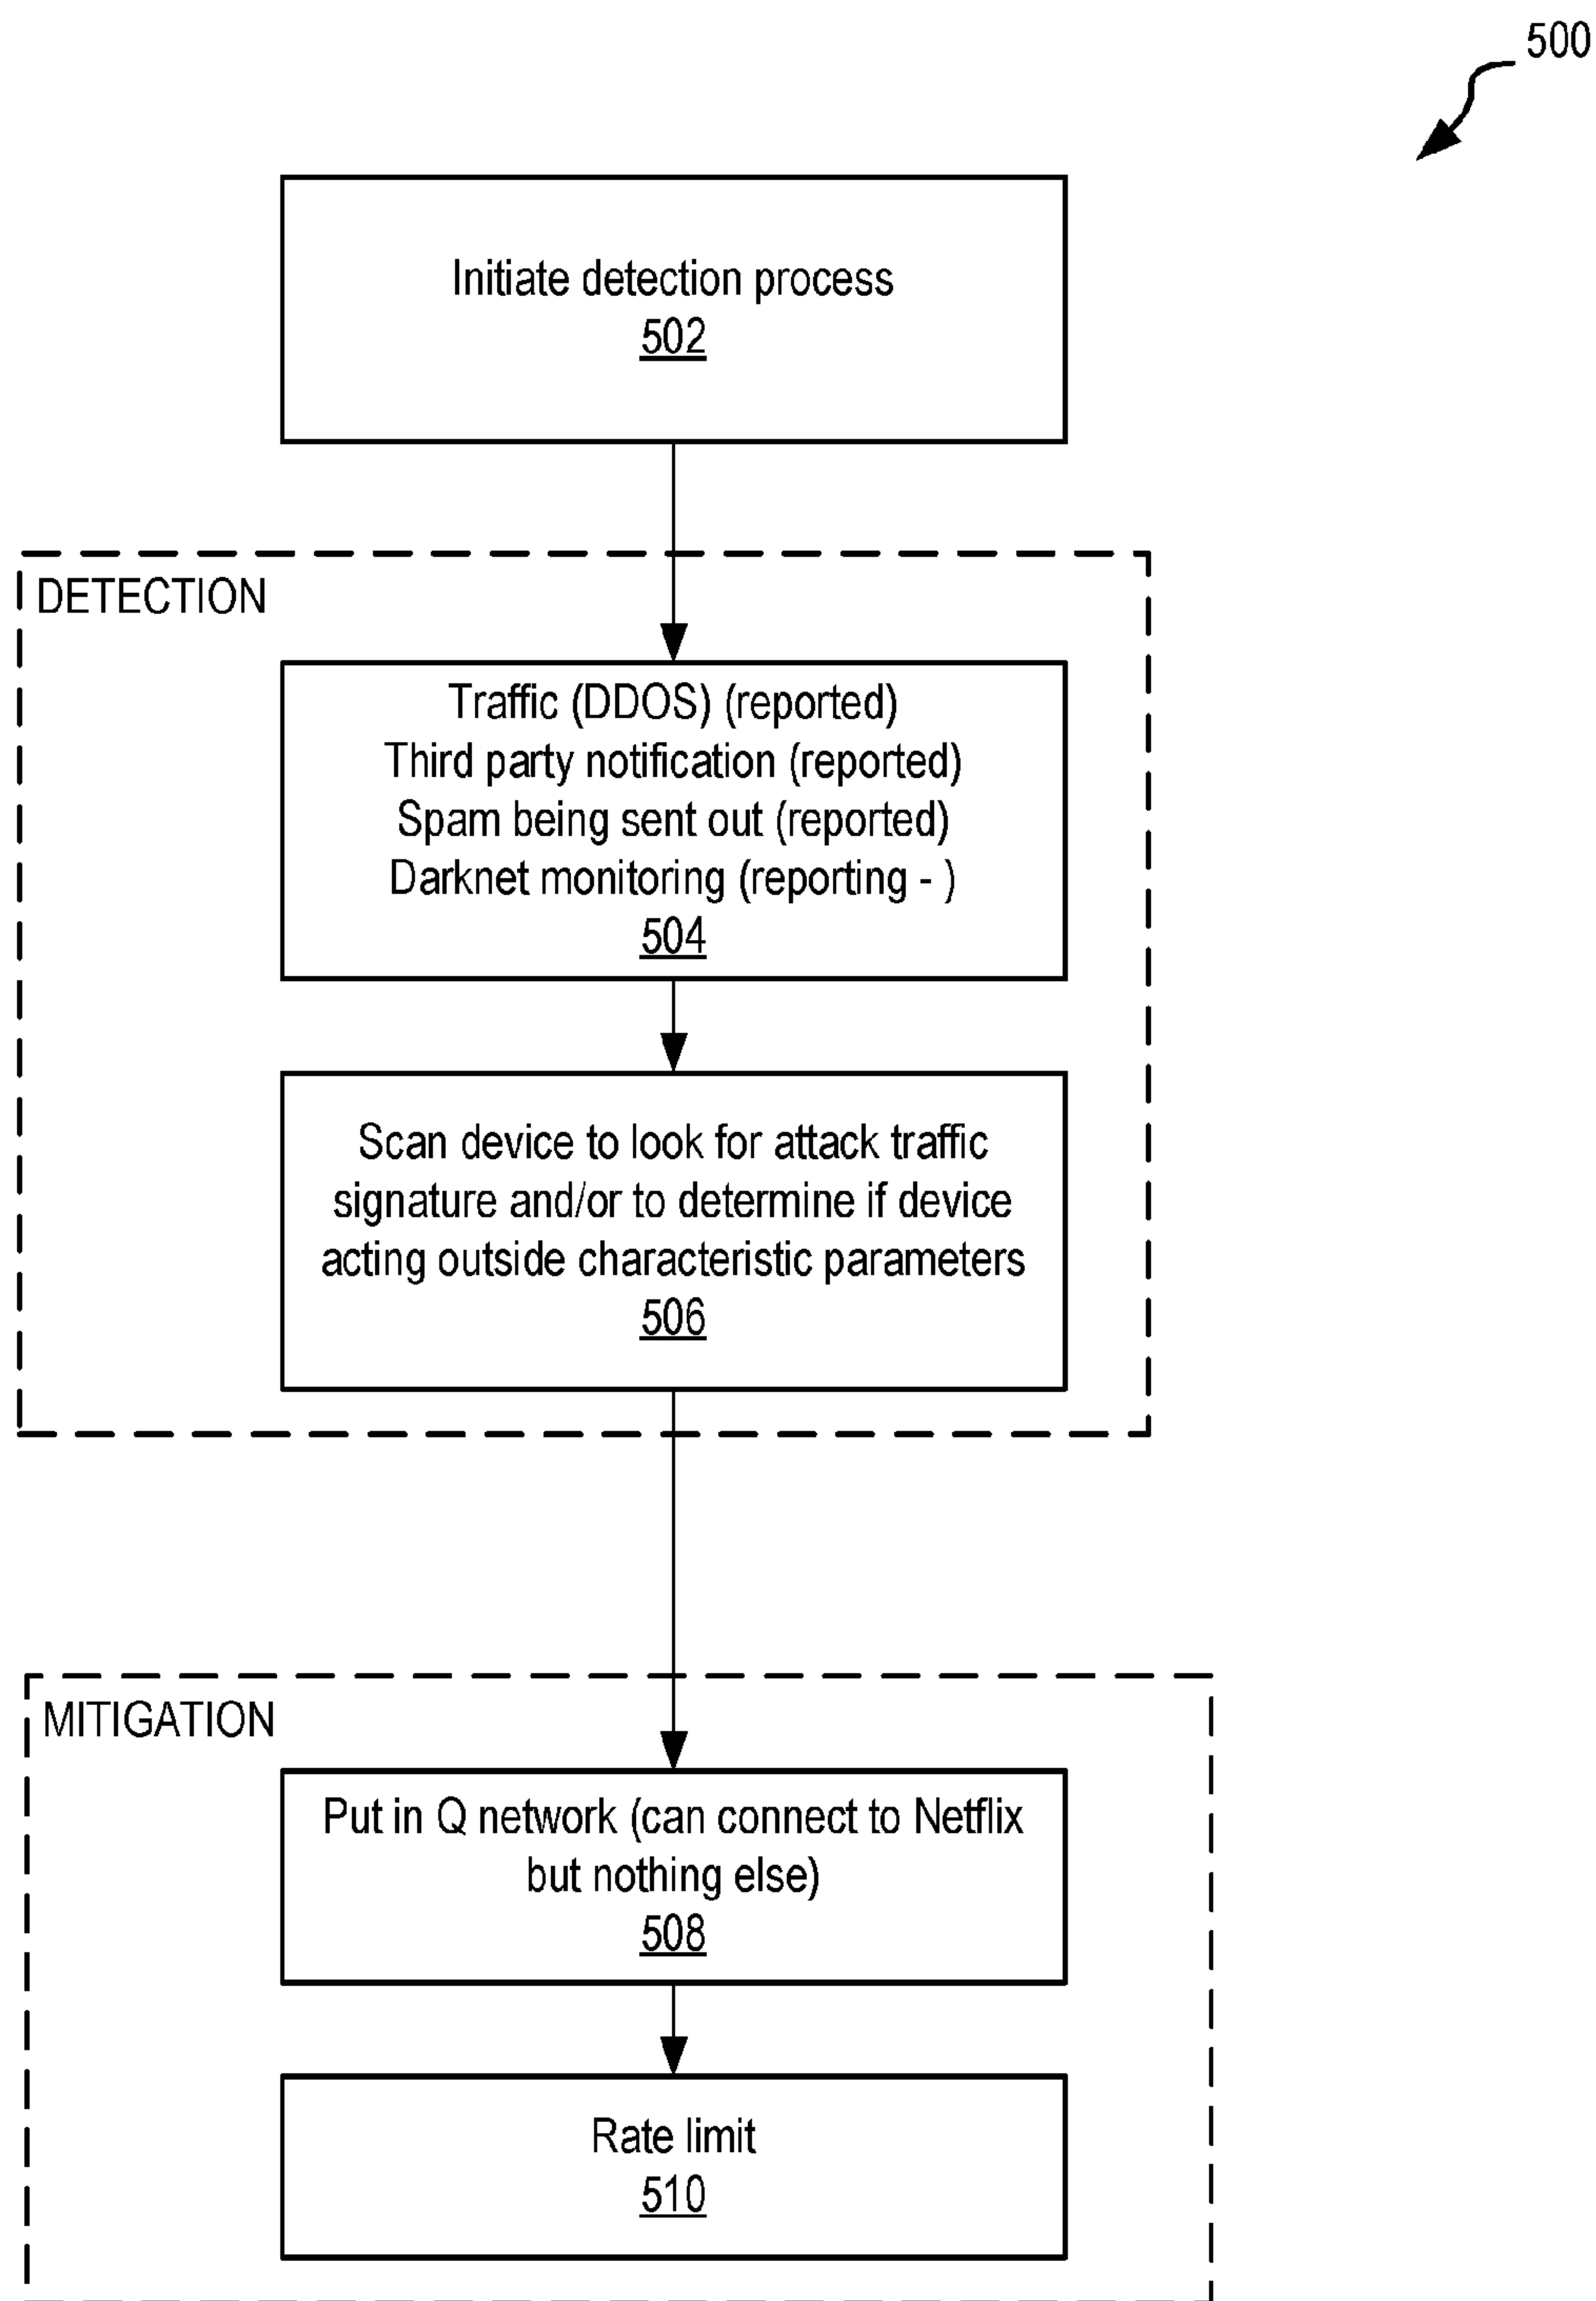 500
Initiate detection process
502
DETECTION
Traffic (DDOS) (reported)
Third party notification (reported)
Spam being sent out (reported)
Darknet monitoring (reporting - )
504
Scan device to look for attack traffic
signature and/or to determine if device
acting outside characteristic parameters
506
MITIGATION
Put in Q network (can connect to Netflix
but nothing else)
508
Rate limit
510